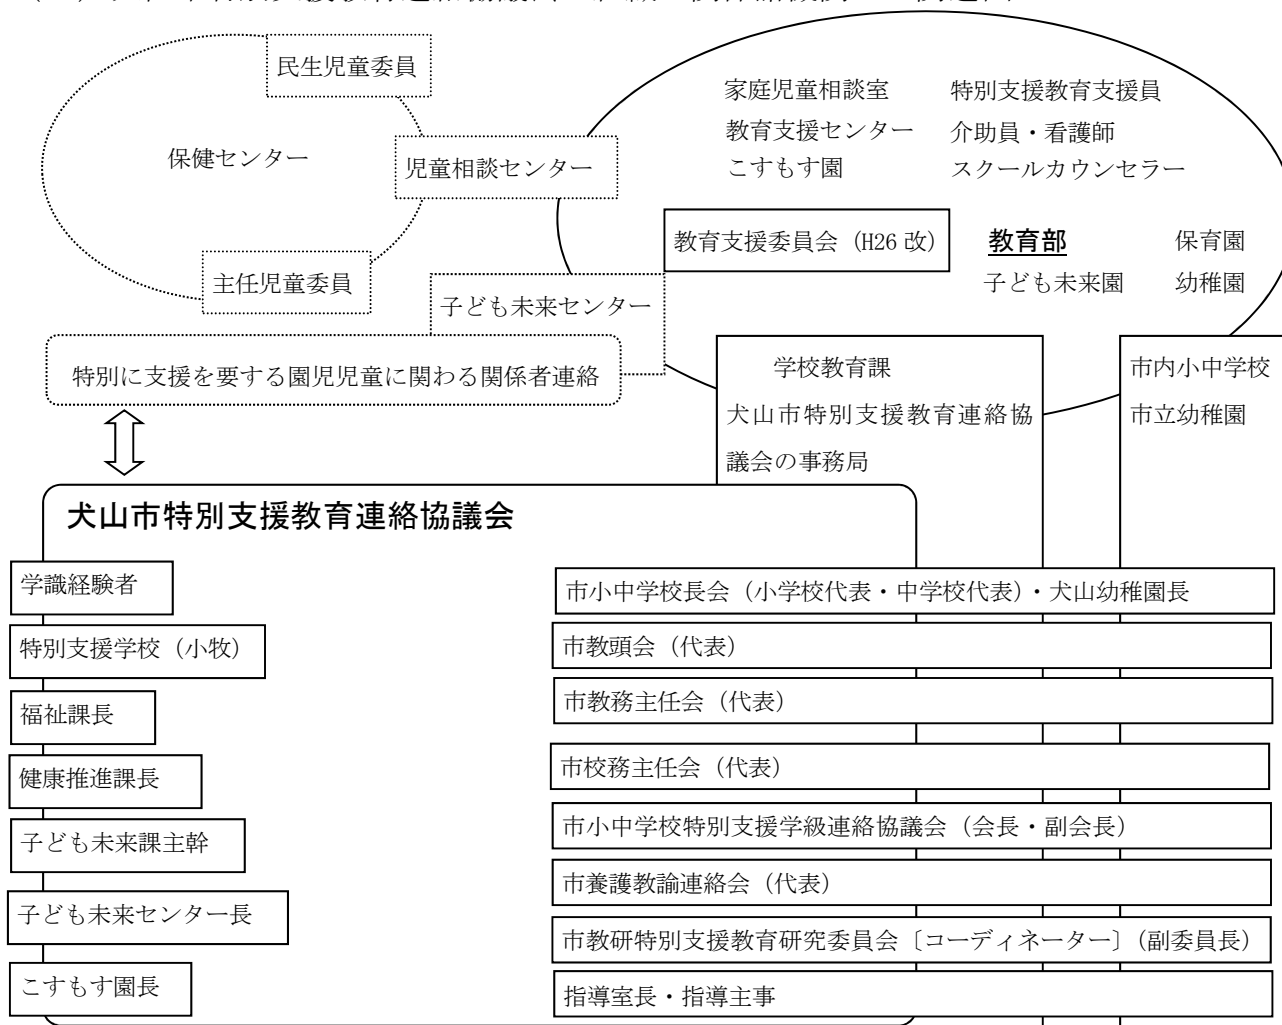 民生児童委員
保健センター
児童相談センター
主任児童委員
子ども未来センター
特別に支援を要する園児児童に関わる関係者連絡
家庭児童相談室
特別支援教育支援員
教育支援センター
介助員・看護師
こすもす園
スクールカウンセラー
教育支援委員会（H26 改）
教育部
保育園
子ども未来園
幼稚園
学校教育課
犬山市特別支援教育連絡協
議会の事務局
市内小中学校
市立幼稚園
犬山市特別支援教育連絡協議会
学識経験者
特別支援学校（小牧）
福祉課長
健康推進課長
子ども未来課主幹
子ども未来センター長
こすもす園長
市小中学校長会（小学校代表・中学校代表）・犬山幼稚園長
市教頭会（代表）
市教務主任会（代表）
市校務主任会（代表）
市小中学校特別支援学級連絡協議会（会長・副会長）
市養護教諭連絡会（代表）
市教研特別支援教育研究委員会〔コーディネーター〕（副委員長）
指導室長・指導主事